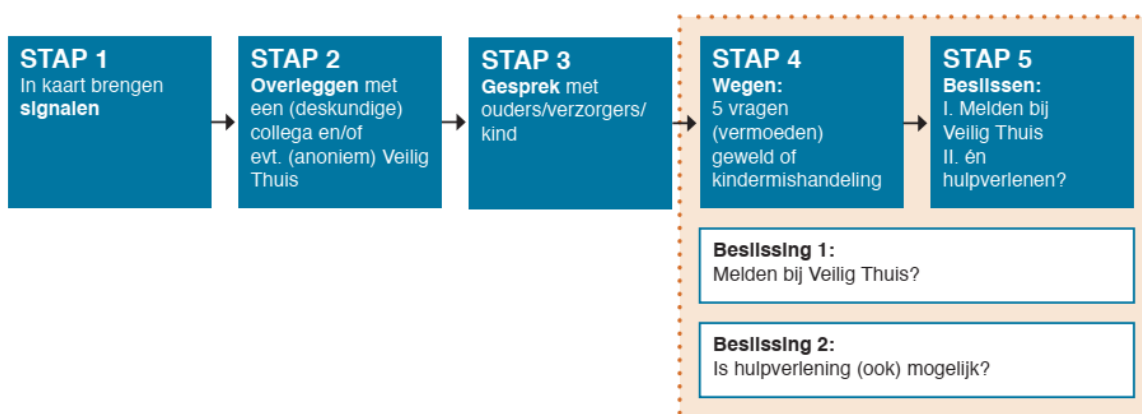 STAP 1
In kaart brengen
signalen
STAP 2
Overleggen met
een (deskundige)
collega en/of
evt. (anoniem) Veilig
Thuis
STAP 3
Gesprek met
ouders/verzorgers/
kind
STAP 4
Wegen:
5 vragen
(vermoeden)
geweld of
kindermishandeling
STAP 5
Beslissen:
I. Melden bij
Veilig Thuis
II. én
hulpverlenen?
Beslissing 1:
Melden bij Veilig Thuis?
Beslissing 2:
Is hulpverlening (ook) mogelijk?